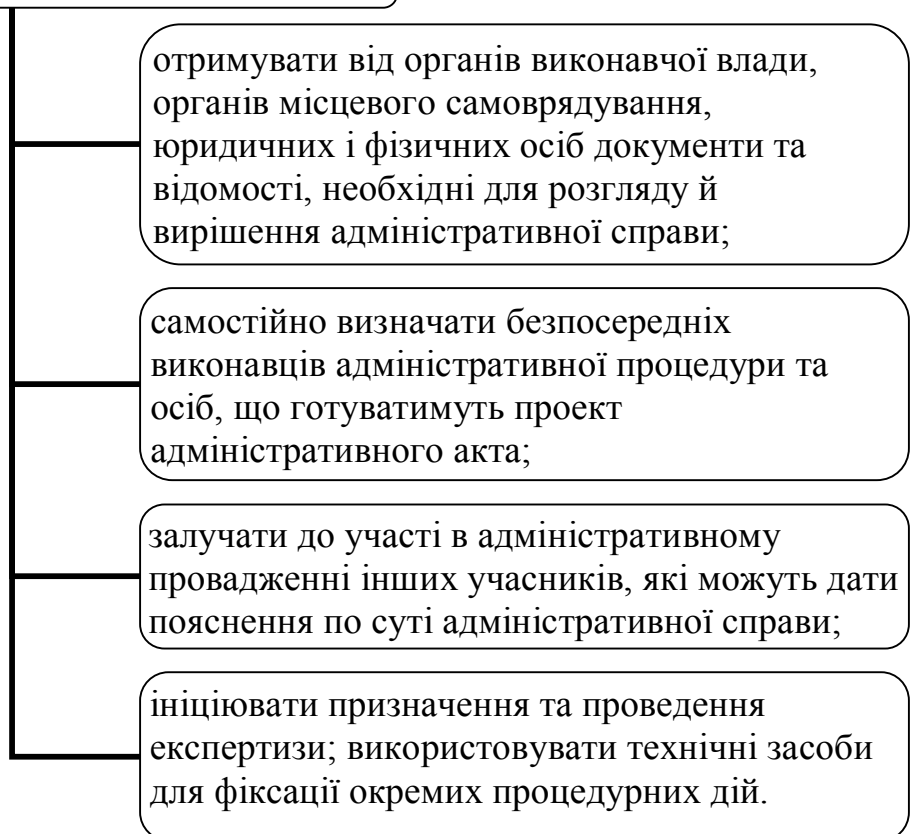 отримувати від органів виконавчої влади,
органів місцевого самоврядування,
юридичних і фізичних осіб документи та
відомості, необхідні для розгляду й
вирішення адміністративної справи;
самостійно визначати безпосередніх
виконавців адміністративної процедури та
осіб, що готуватимуть проект
адміністративного акта;
залучати до участі в адміністративному
провадженні інших учасників, які можуть дати
пояснення по суті адміністративної справи;
ініціювати призначення та проведення
експертизи; використовувати технічні засоби
для фіксації окремих процедурних дій.